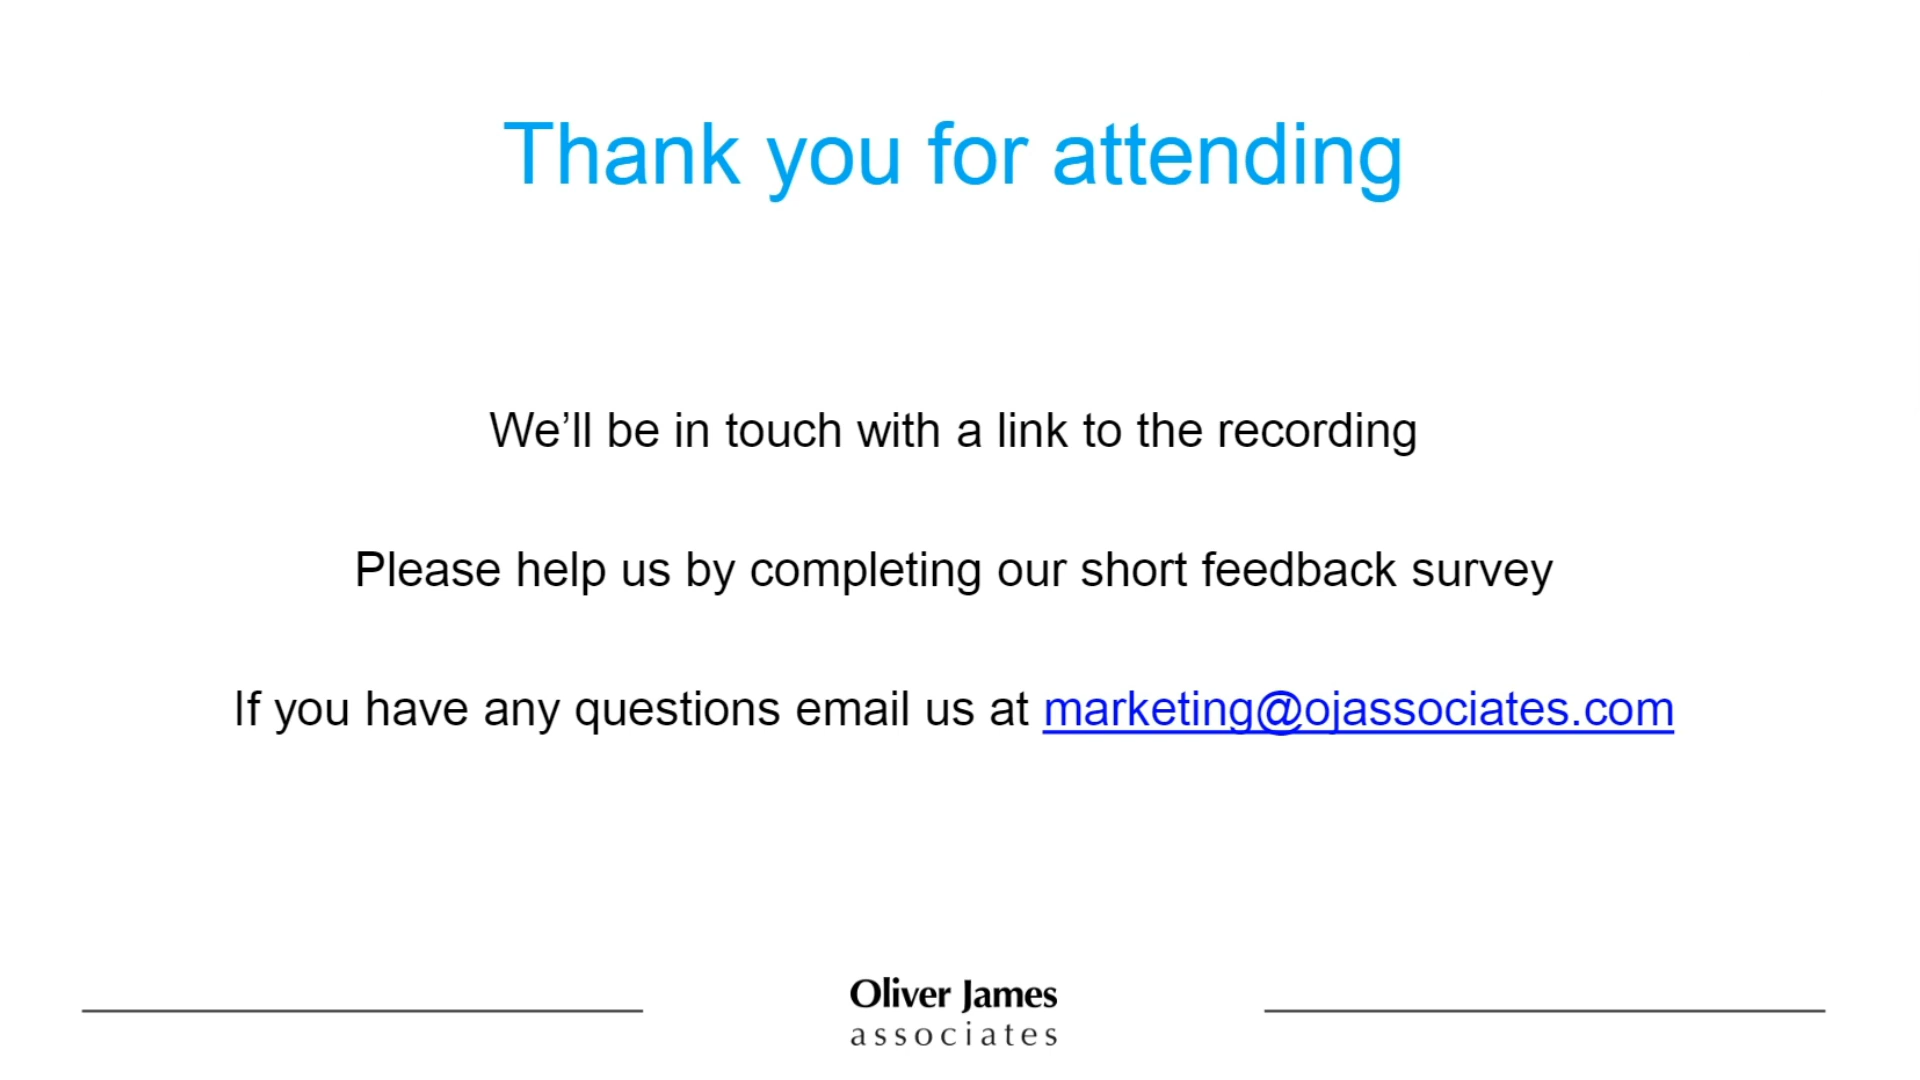 Thank you for attending
We’ll be in touch with a link to the recording
Please help us by completing our short feedback survey
If you have any questions email us at marketing@ojassociates.com
Oliver James
associates